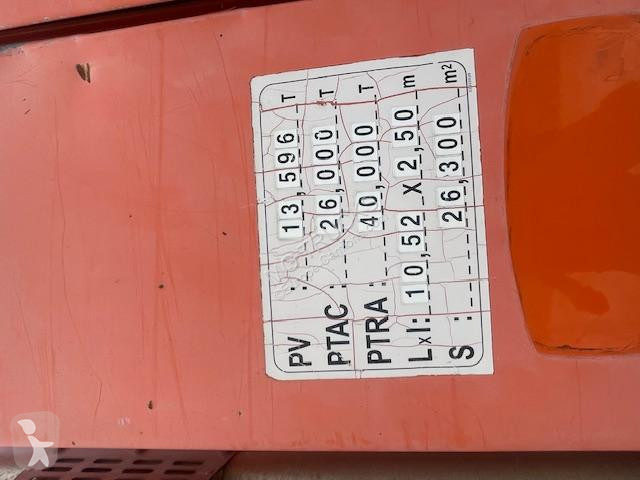 PV : 13,596 T
PTAC : 26,000 T
PTRA : 40,000 T
LxI: 10,52 X 2,50 m
S : 26,300 m2